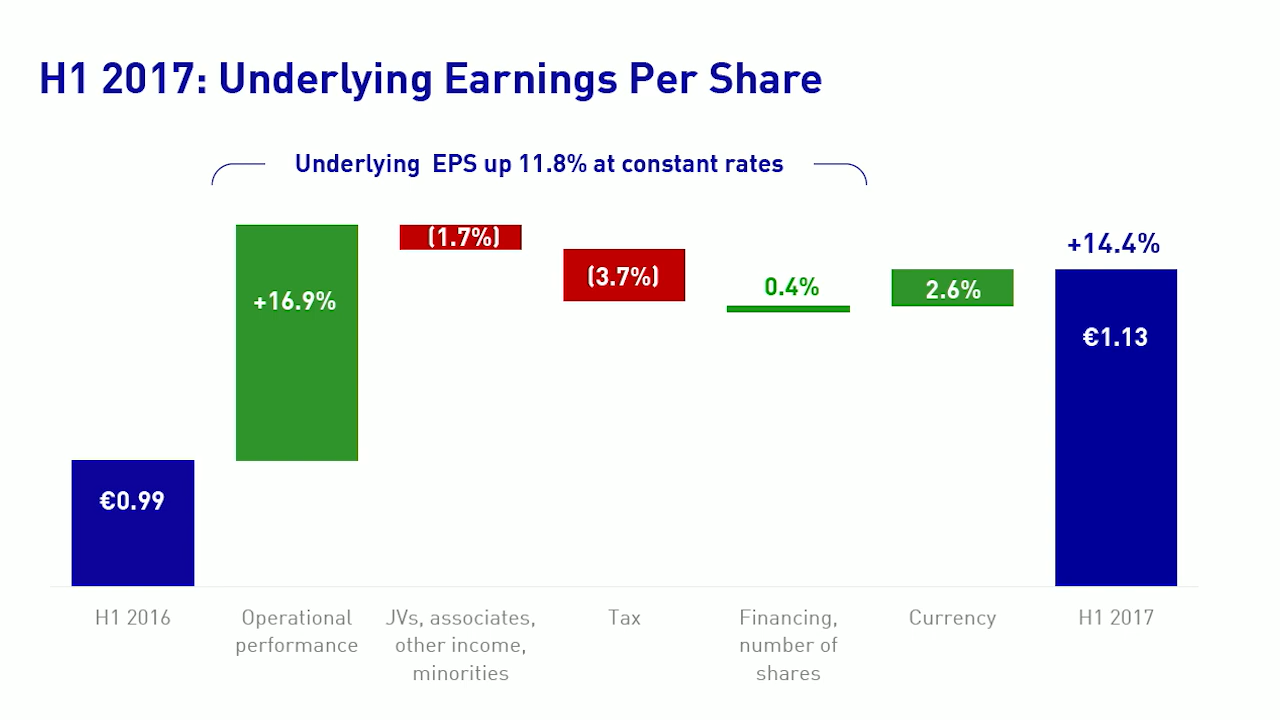 H1 2017: Underlying Earnings Per Share
Underlying EPS up 11.8% at constant rates
+16.9%
(1.7%)
(3.7%)
0.4%
2.6%
+14.4%
€1.13
€0.99
H1 2016
Operational
performance
JVs, associates,
other income,
minorities
Tax
Financing,
number of
shares
Currency
H1 2017